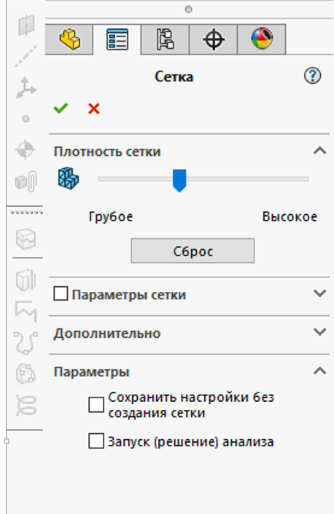 Сетка
Плотность сетки
Грубое Высокое
Сброс
Параметры сетки
Дополнительно
Параметры
Сохранить настройки без
создания сетки
Запуск (решение) анализа